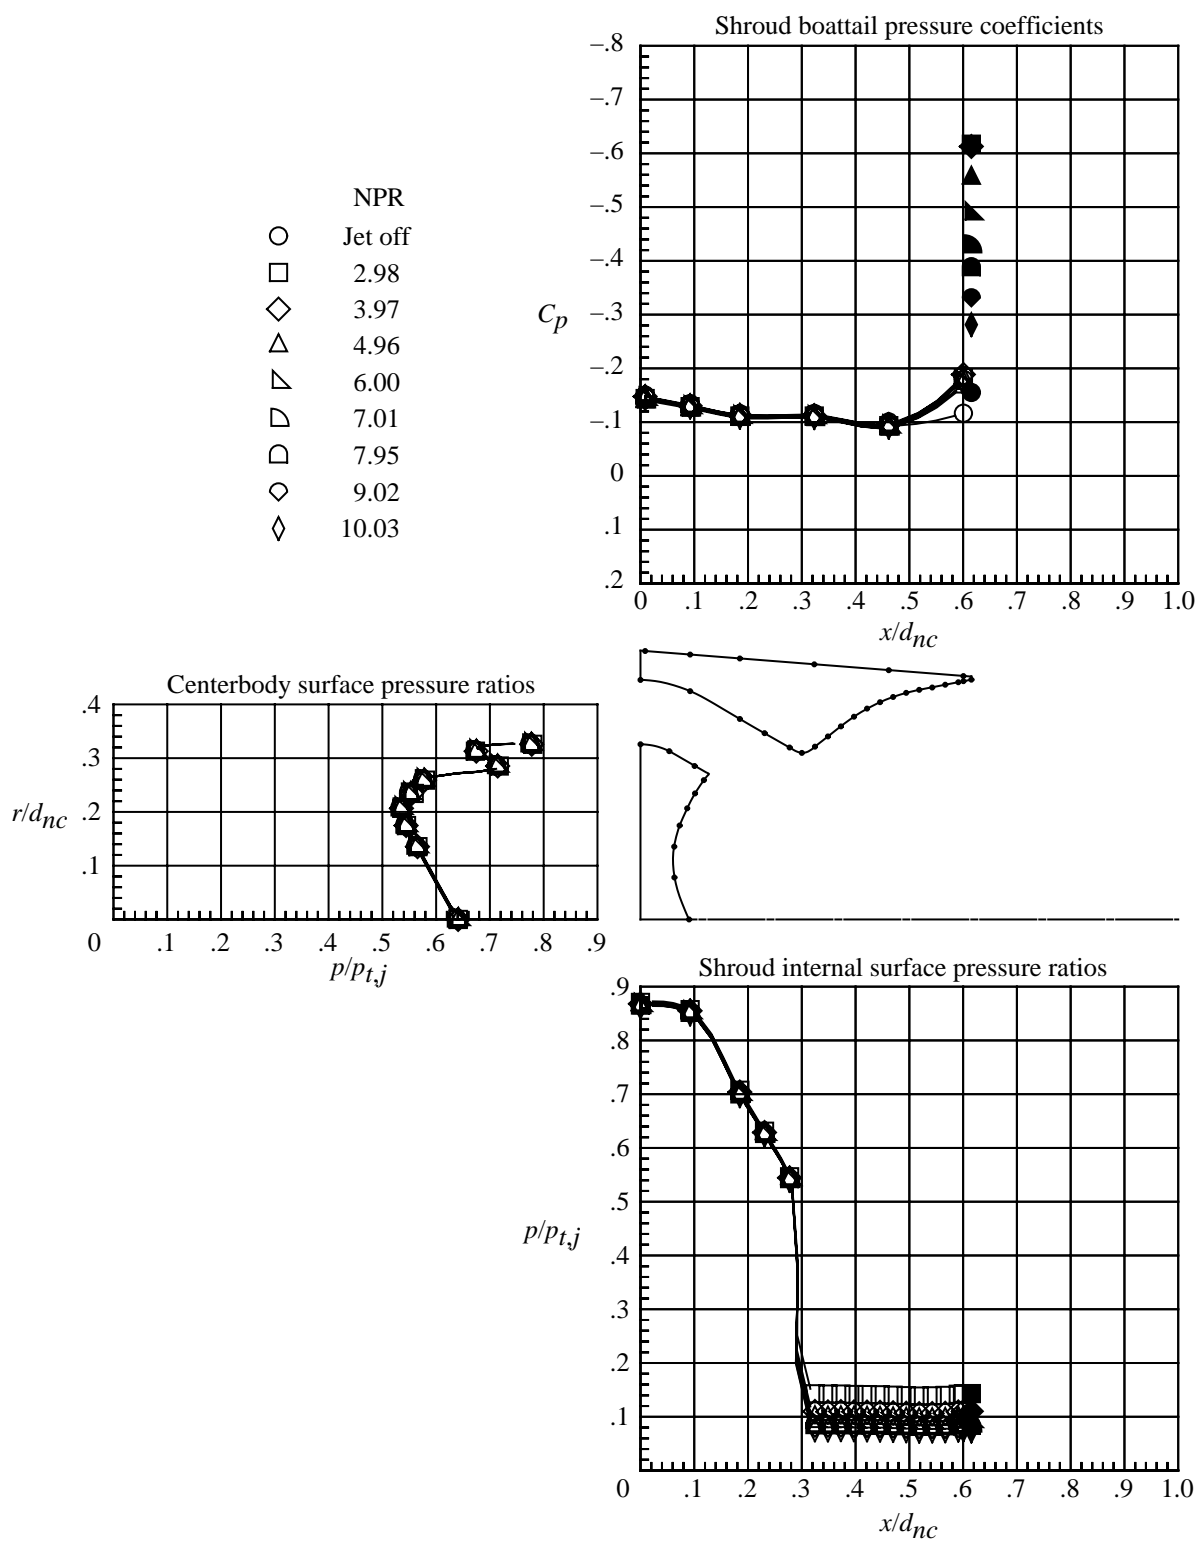 Shroud boattail pressure coefficients
–.8
–.7
–.6
–.5
–.4
–.3
–.2
–.1
0
.1
.2
Cp
0 .1 .2 .3 .4 .5 .6 .7 .8 .9 1.0
x/dnc
NPR
Jet off
2.98
3.97
4.96
6.00
7.01
7.95
9.02
10.03
Centerbody surface pressure ratios
.4
.3
.2
.1
r/dnc
0 .1 .2 .3 .4 .5 .6 .7 .8 .9
p/pt,j
Shroud internal surface pressure ratios
.9
.8
.7
.6
.5
.4
.3
.2
.1
p/pt,j
0 .1 .2 .3 .4 .5 .6 .7 .8 .9 1.0
x/dnc